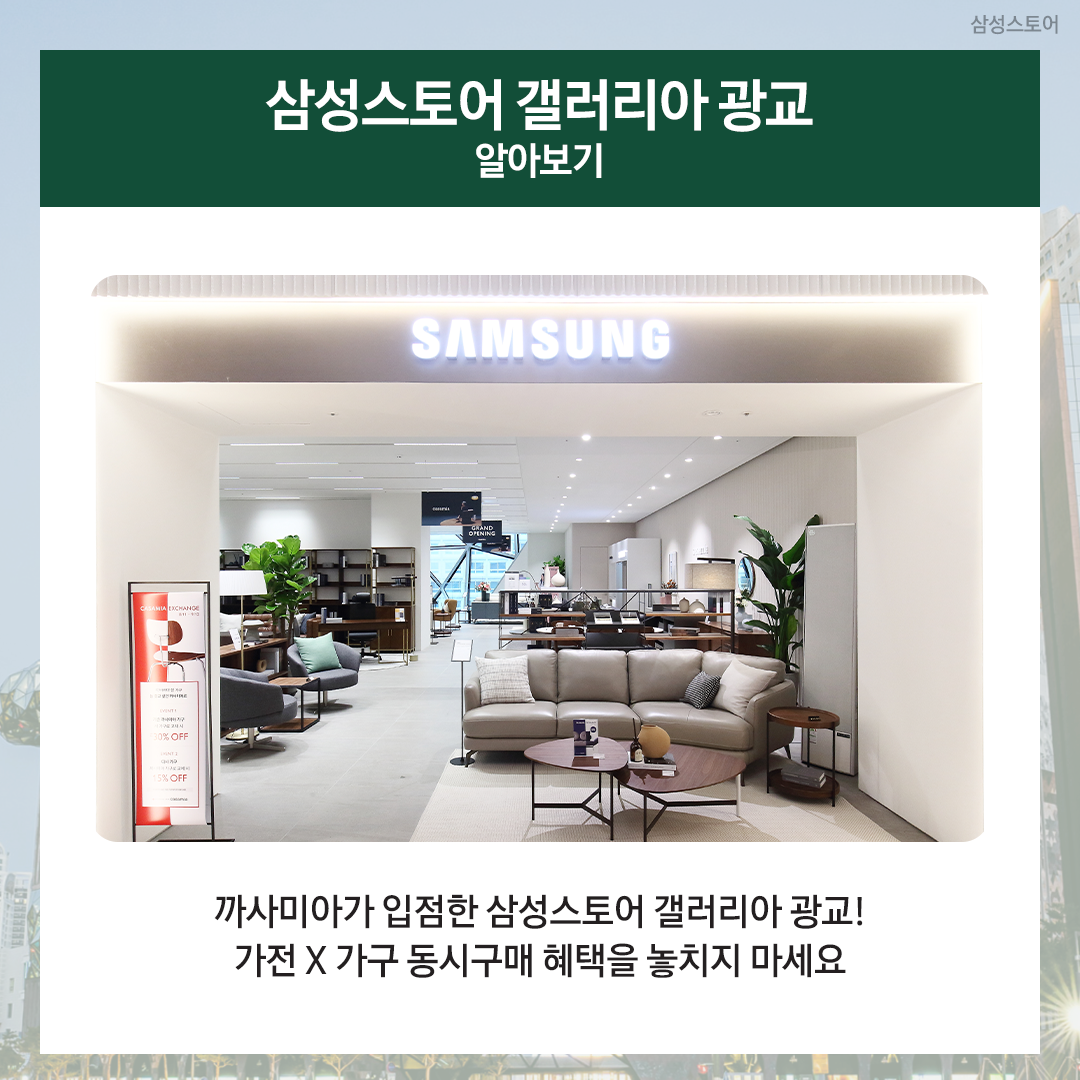 삼성스토어
삼성스토어 갤러리아 광교
알아보기
SAMSUNG
casamia
GRAND
OPENING
CASAMIA EXCHANGE
% OFF
5% OFF
까사미아가 입점한 삼성스토어 갤러리아 광교!
가전 X 가구 동시구매 혜택을 놓치지 마세요